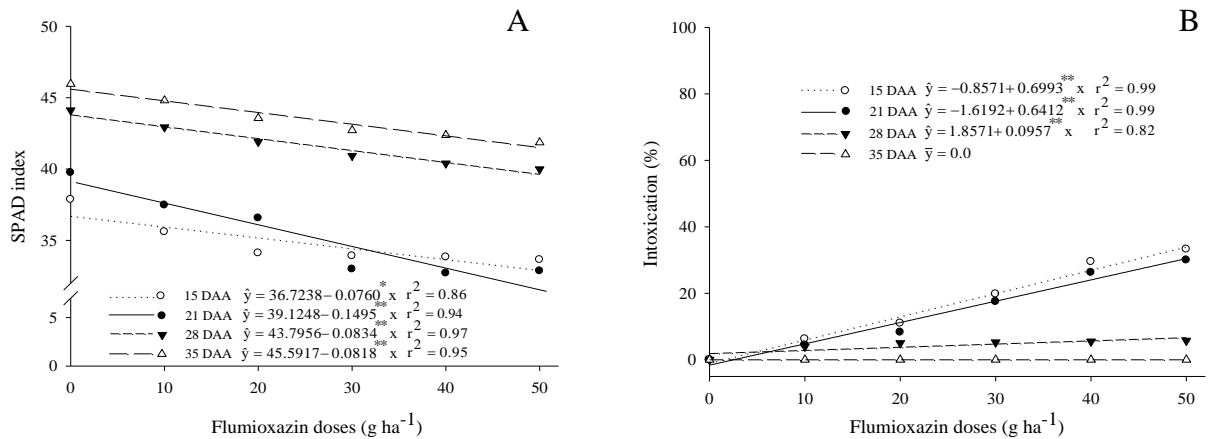 A
50
45
40
35
5
0
SPAD index
15 DAA ŷ = 36.7238−0.0760* x r² = 0.86
21 DAA ŷ = 39.1248−0.1495** x r² = 0.94
28 DAA ŷ = 43.7956−0.0834** x r² = 0.97
35 DAA ŷ = 45.5917−0.0818** x r² = 0.95
0 10 20 30 40 50
Flumioxazin doses (g ha⁻¹)
B
100
80
60
40
20
0
Intoxication (%)
15 DAA ŷ = −0.8571+0.6993** x r² = 0.99
21 DAA ŷ = −1.6192+0.6412** x r² = 0.99
28 DAA ŷ = 1.8571+0.0957** x r² = 0.82
35 DAA y̅ = 0.0
0 10 20 30 40 50
Flumioxazin doses (g ha⁻¹)